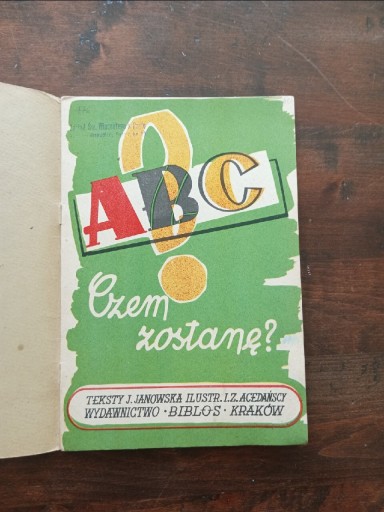 ABC
?
Czem
zostanę?
TEKSTY J. JANOWSKA ILUSTR. I. Z. ACEDAŃSCY
WYDAWNICTWO · BIBLOS · KRAKÓW